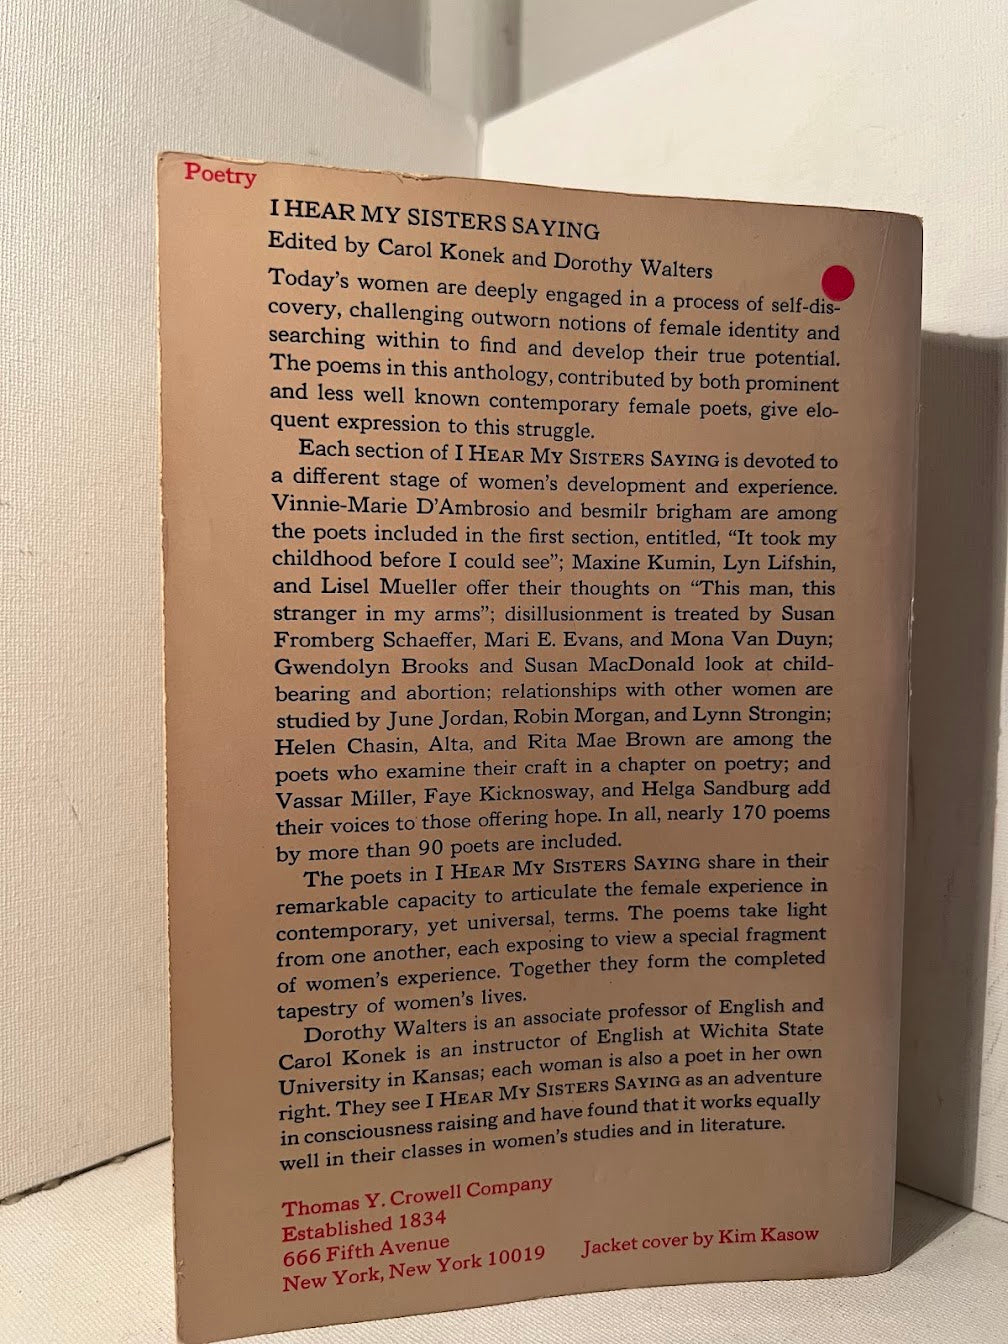 Poetry
I HEAR MY SISTERS SAYING
Edited by Carol Konek and Dorothy Walters
Today's women are deeply engaged in a process of self-dis-
covery, challenging outworn notions of female identity and
searching within to find and develop their true potential.
The poems in this anthology, contributed by both prominent
and less well known contemporary female poets, give elo-
quent expression to this struggle.
Each section of I HEAR MY SISTERS SAYING is devoted to
a different stage of women's development and experience.
Vinnie-Marie D'Ambrosio and besmilr brigham are among
the poets included in the first section, entitled, “It took my
childhood before I could see”; Maxine Kumin, Lyn Lifshin,
and Lisel Mueller offer their thoughts on “This man, this
stranger in my arms”; disillusionment is treated by Susan
Fromberg Schaeffer, Mari E. Evans, and Mona Van Duyn;
Gwendolyn Brooks and Susan MacDonald look at child-
bearing and abortion; relationships with other women are
studied by June Jordan, Robin Morgan, and Lynn Strongin;
Helen Chasin, Alta, and Rita Mae Brown are among the
poets who examine their craft in a chapter on poetry; and
Vassar Miller, Faye Kicknosway, and Helga Sandburg add
their voices to those offering hope. In all, nearly 170 poems
by more than 90 poets are included.
The poets in I HEAR MY SISTERS SAYING share in their
remarkable capacity to articulate the female experience in
contemporary, yet universal, terms. The poems take light
from one another, each exposing to view a special fragment
of women's experience. Together they form the completed
tapestry of women's lives.
Dorothy Walters is an associate professor of English and
Carol Konek is an instructor of English at Wichita State
University in Kansas; each woman is also a poet in her own
right. They see I HEAR MY SISTERS SAYING as an adventure
in consciousness raising and have found that it works equally
well in their classes in women's studies and in literature.
Thomas Y. Crowell Company
Established 1834
666 Fifth Avenue
New York, New York 10019
Jacket cover by Kim Kasow